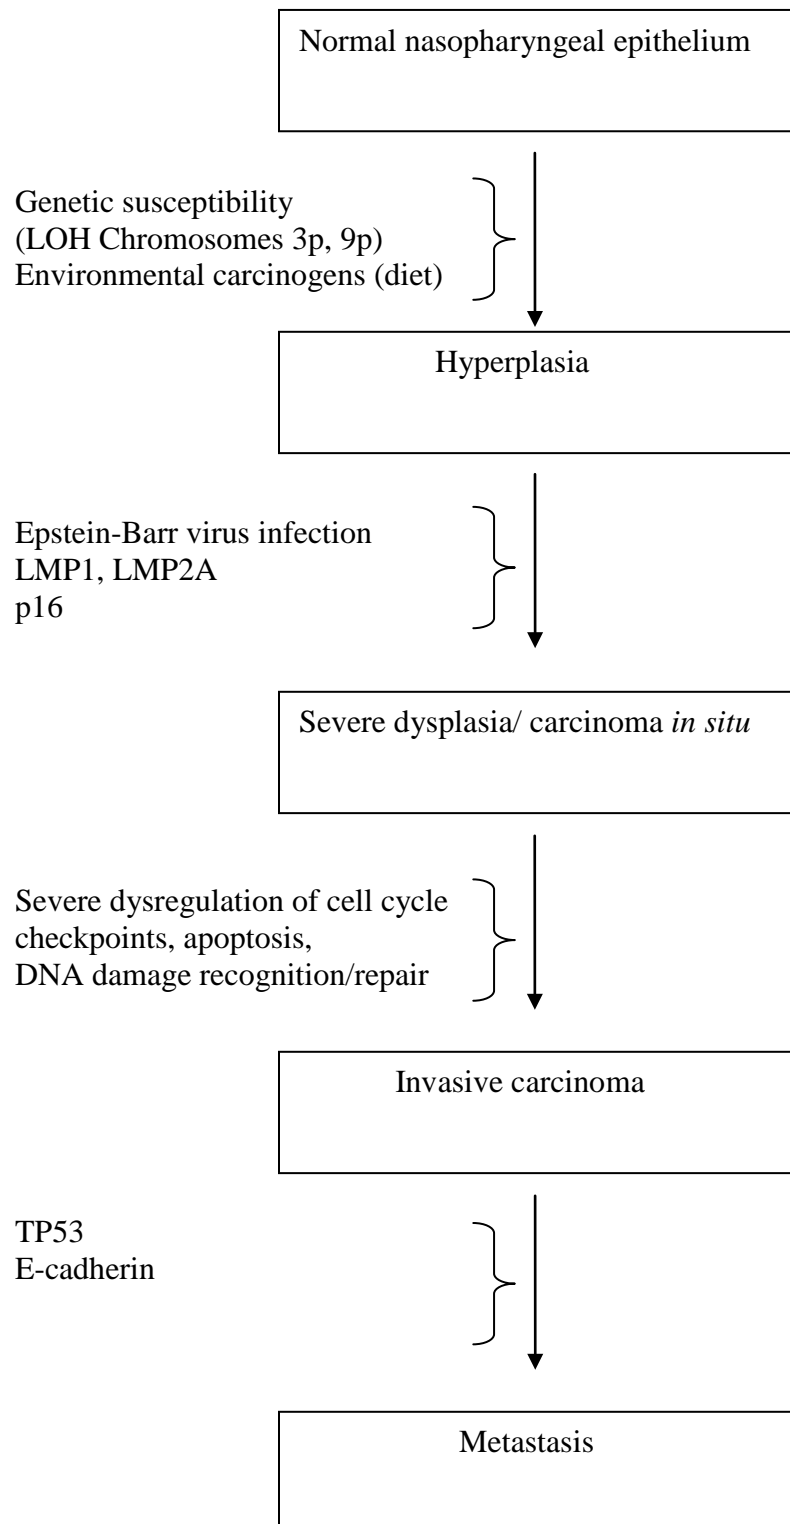 Normal nasopharyngeal epithelium
Genetic susceptibility
(LOH Chromosomes 3p, 9p)
Environmental carcinogens (diet)
Hyperplasia
Epstein-Barr virus infection
LMP1, LMP2A
p16
Severe dysplasia/ carcinoma in situ
Severe dysregulation of cell cycle
checkpoints, apoptosis,
DNA damage recognition/repair
Invasive carcinoma
TP53
E-cadherin
Metastasis